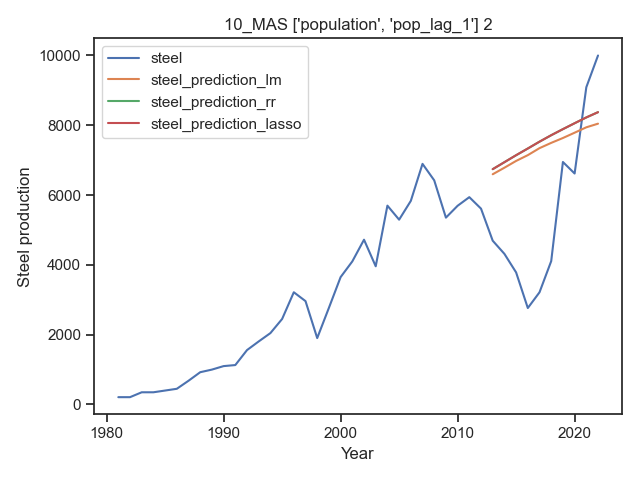 10_MAS ['population', 'pop_lag_1'] 2
steel
steel_prediction_lm
steel_prediction_rr
steel_prediction_lasso
10000
8000
6000
4000
2000
0
Steel production
1980
1990
2000
2010
2020
Year